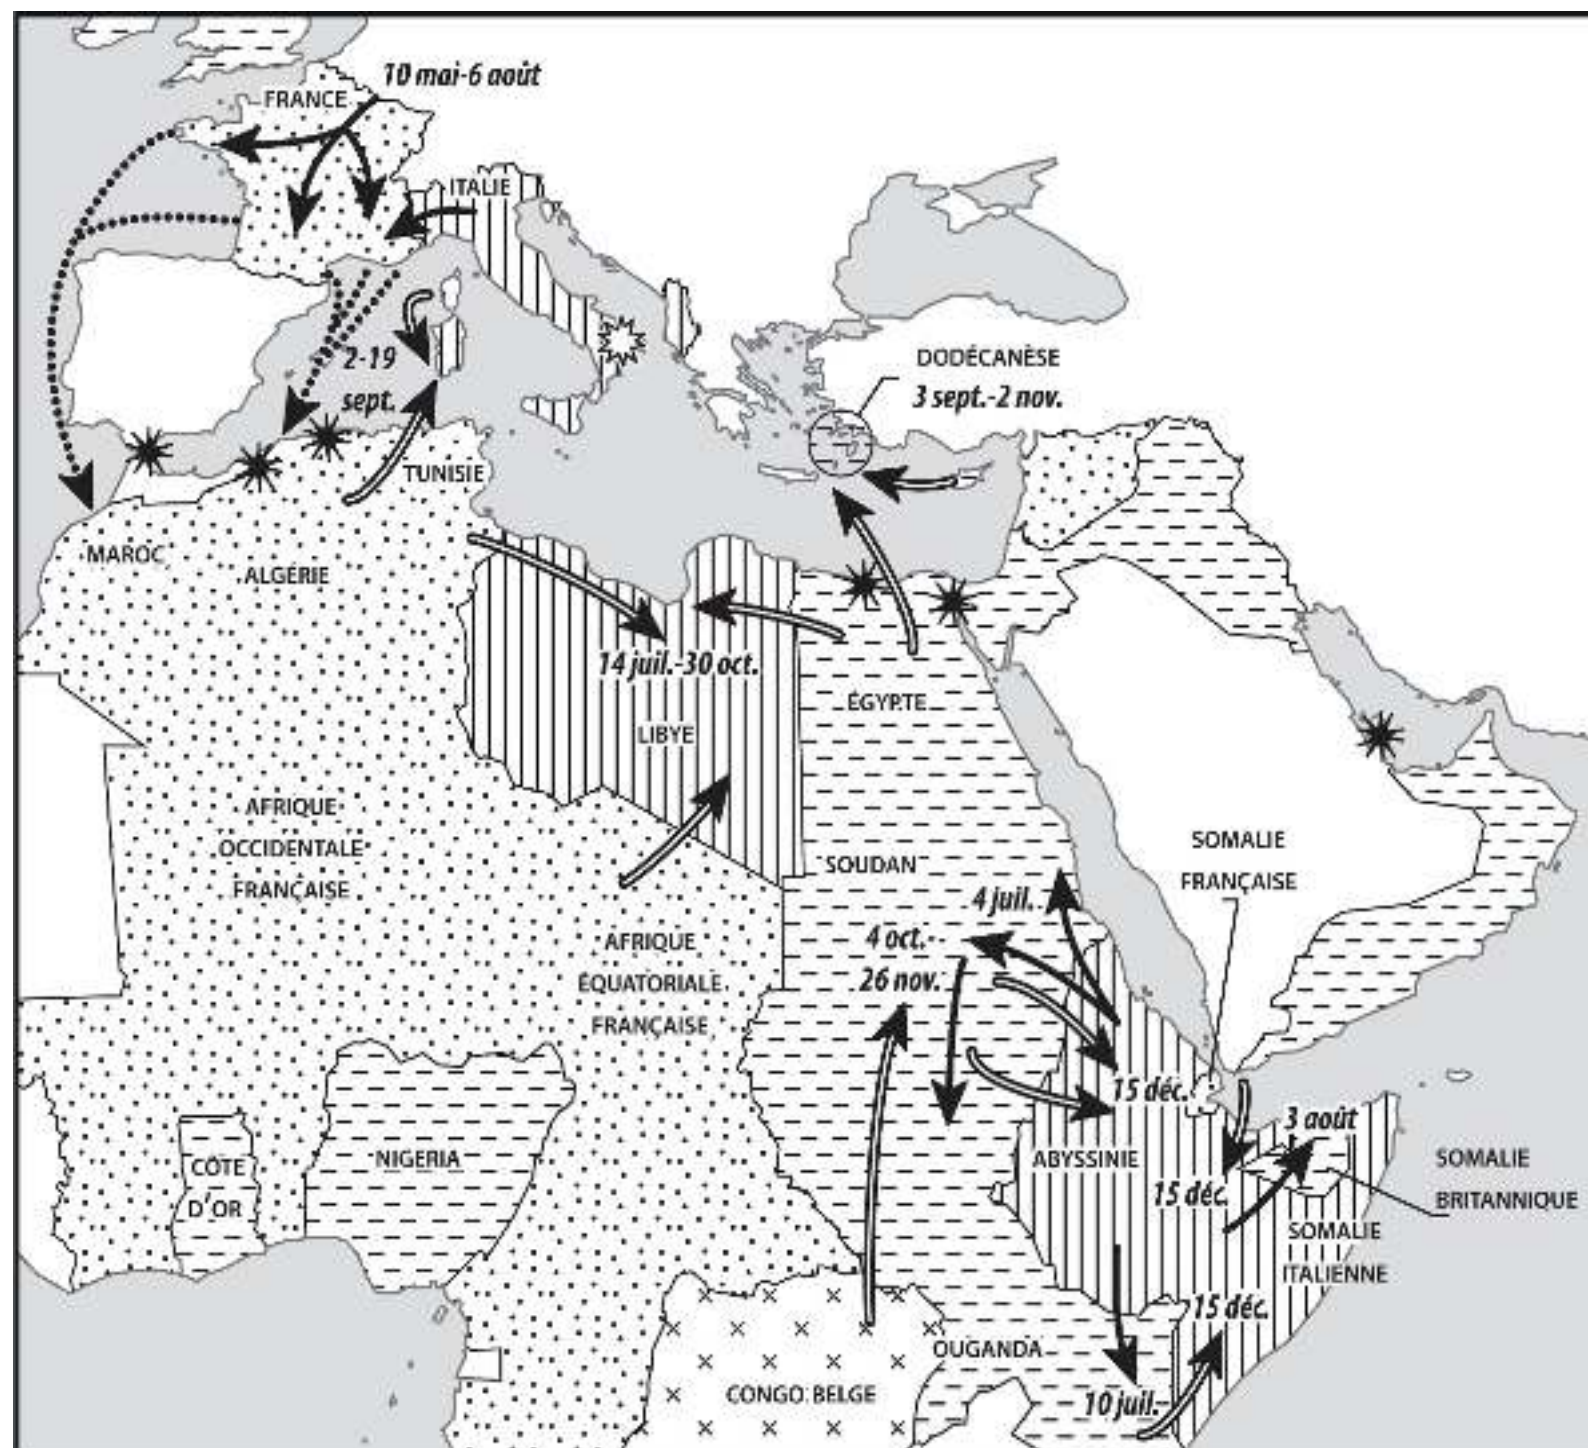 10 mai-6 août
FRANCE
ITALIE
2-19
sept.
DODÉCANÈSE
3 sept.-2 nov.
TUNISIE
MAROC
ALGÉRIE
14 juil.-30 oct.
ÉGYPTE
LIBYE
AFRIQUE
OCCIDENTALE
FRANÇAISE
SOUDAN
SOMALIE
FRANÇAISE
4 juil.
4 oct.-
26 nov.
AFRIQUE
ÉQUATORIALE
FRANÇAISE
15 déc.
3 août
CÔTE
D'OR
NIGERIA
ABYSSINIE
15 déc.
SOMALIE
BRITANNIQUE
SOMALIE
ITALIENNE
15 déc.
OUGANDA
CONGO BELGE
10 juil.